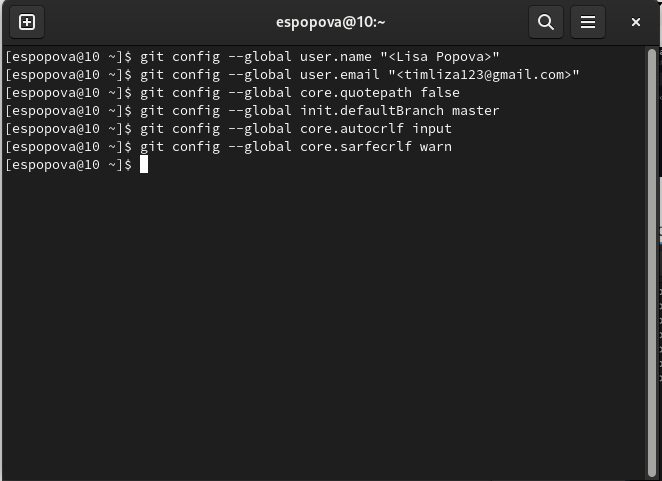 espopova@10:~
[espopova@10 ~]$ git config --global user.name "<Lisa Popova>"
[espopova@10 ~]$ git config --global user.email "<timliza123@gmail.com>"
[espopova@10 ~]$ git config --global core.quotepath false
[espopova@10 ~]$ git config --global init.defaultBranch master
[espopova@10 ~]$ git config --global core.autocrlf input
[espopova@10 ~]$ git config --global core.sarfecrlf warn
[espopova@10 ~]$